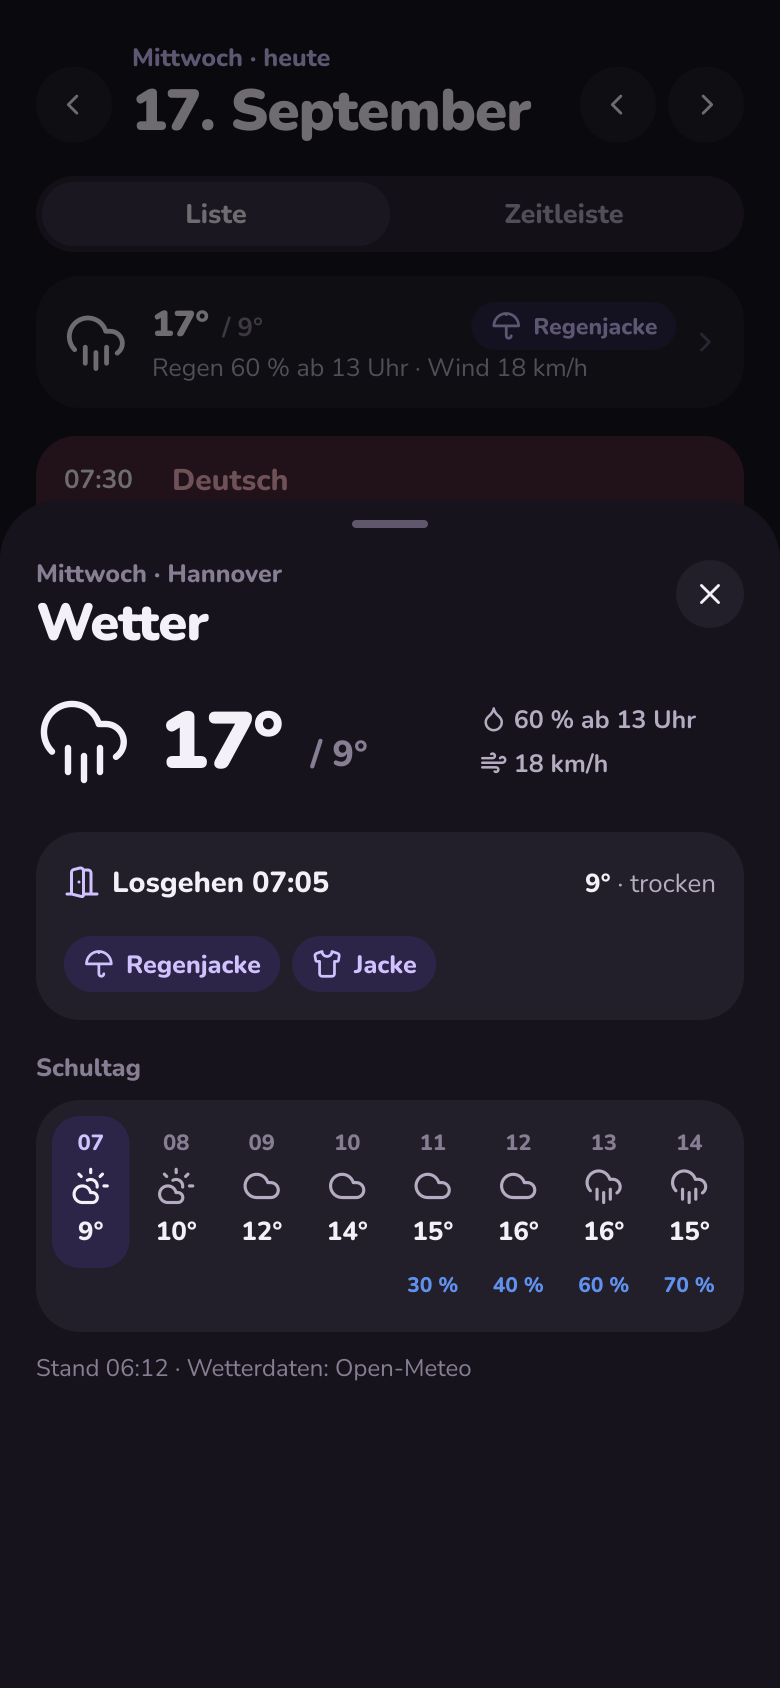 Mittwoch · heute
17. September
Liste
Zeitleiste
17° / 9°
Regenjacke
Regen 60 % ab 13 Uhr · Wind 18 km/h
07:30 Deutsch
Mittwoch · Hannover
Wetter
17° / 9°
60 % ab 13 Uhr
18 km/h
Losgehen 07:05
9° · trocken
Regenjacke
Jacke
Schultag
07 08 09 10 11 12 13 14
9° 10° 12° 14° 15° 16° 16° 15°
30 % 40 % 60 % 70 %
Stand 06:12 · Wetterdaten: Open-Meteo